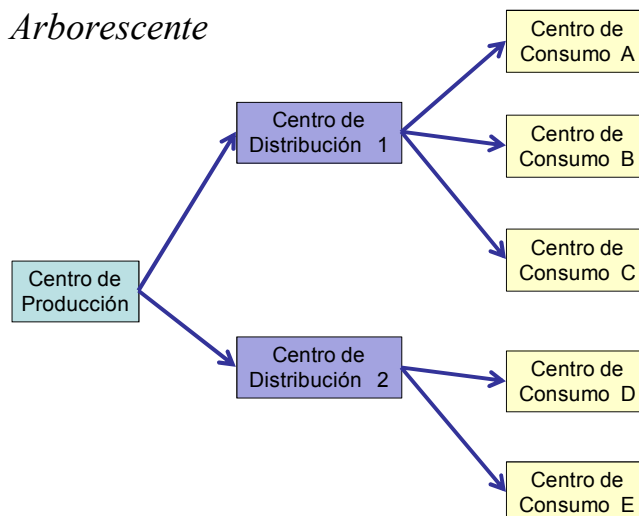 Arborescente
Centro de
Consumo A
Centro de
Distribución 1
Centro de
Consumo B
Centro de
Consumo C
Centro de
Producción
Centro de
Distribución 2
Centro de
Consumo D
Centro de
Consumo E